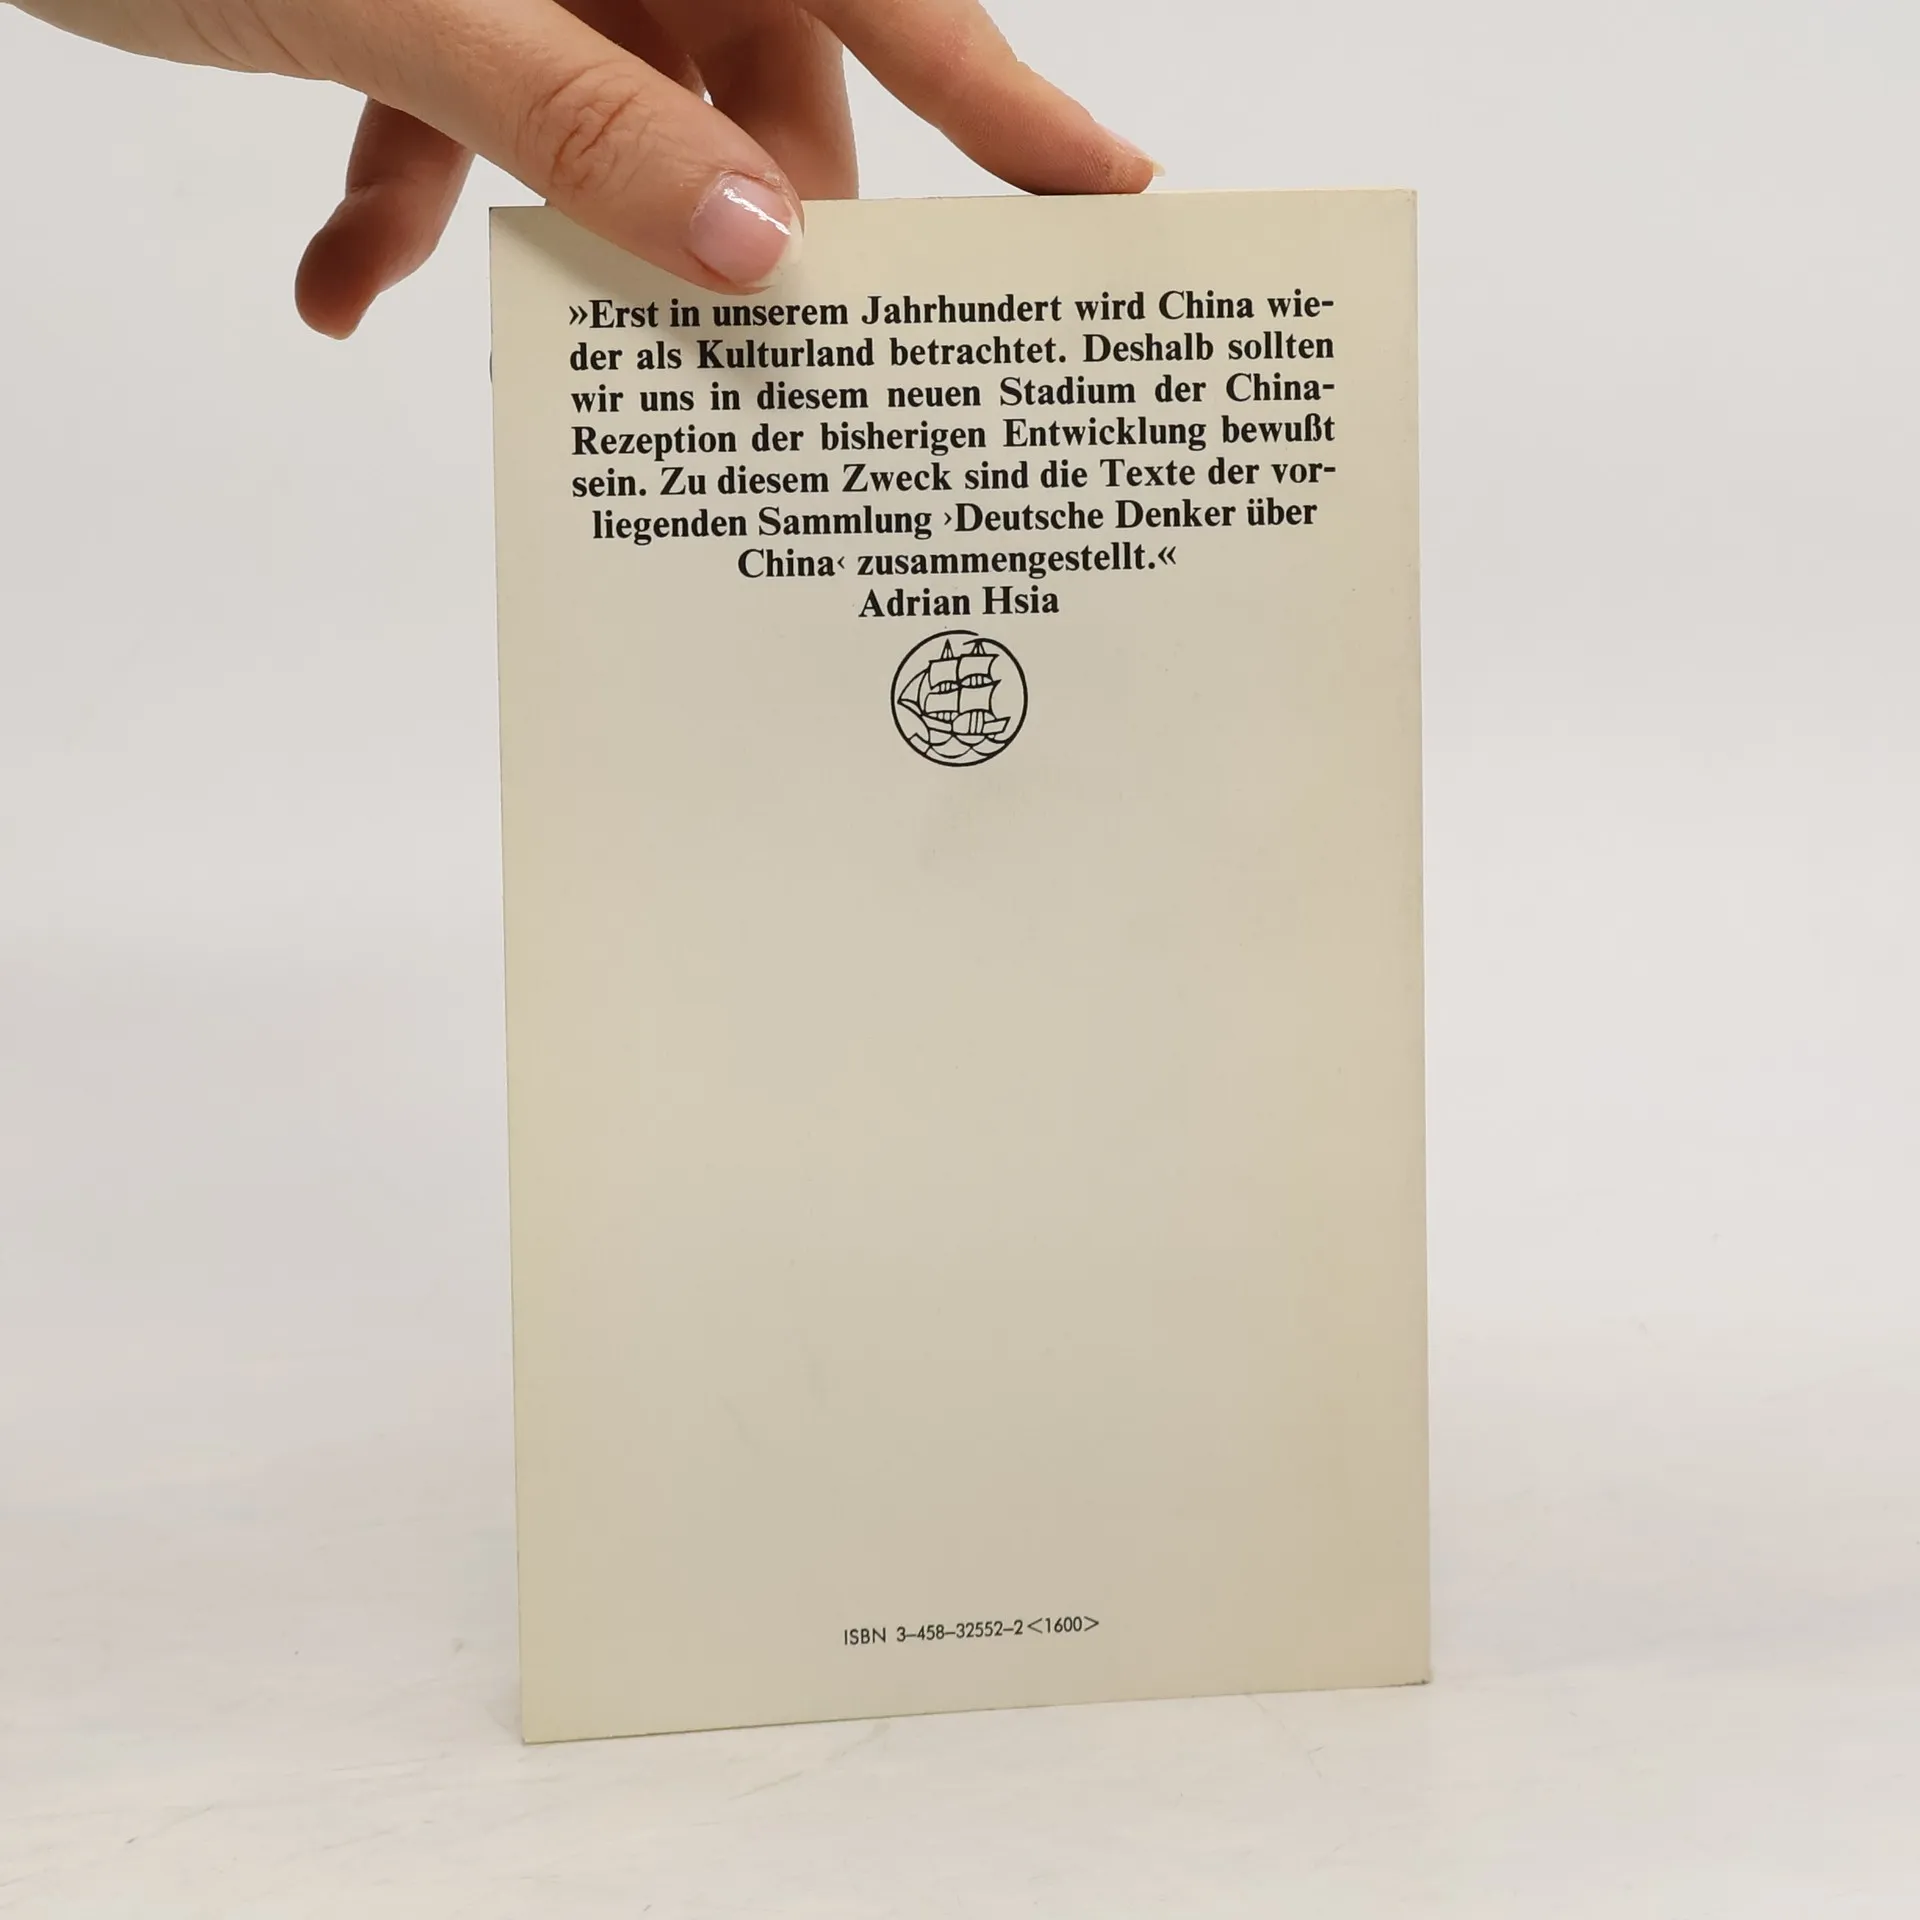 »Erst in unserem Jahrhundert wird China wie-
der als Kulturland betrachtet. Deshalb sollten
wir uns in diesem neuen Stadium der China-
Rezeption der bisherigen Entwicklung bewußt
sein. Zu diesem Zweck sind die Texte der vor-
liegenden Sammlung ›Deutsche Denker über
China‹ zusammengestellt.«
Adrian Hsia
ISBN 3–458–32552–2<1600>